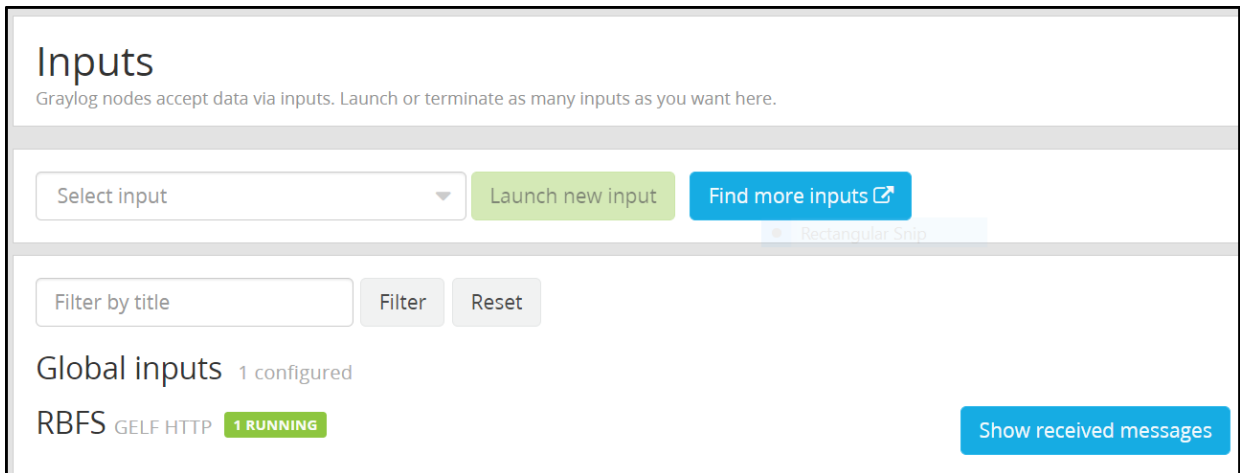 Inputs
Graylog nodes accept data via inputs. Launch or terminate as many inputs as you want here.
Select input Launch new input Find more inputs
Rectangular Snip
Filter by title Filter Reset
Global inputs 1 configured
RBFS GELF HTTP 1 RUNNING Show received messages